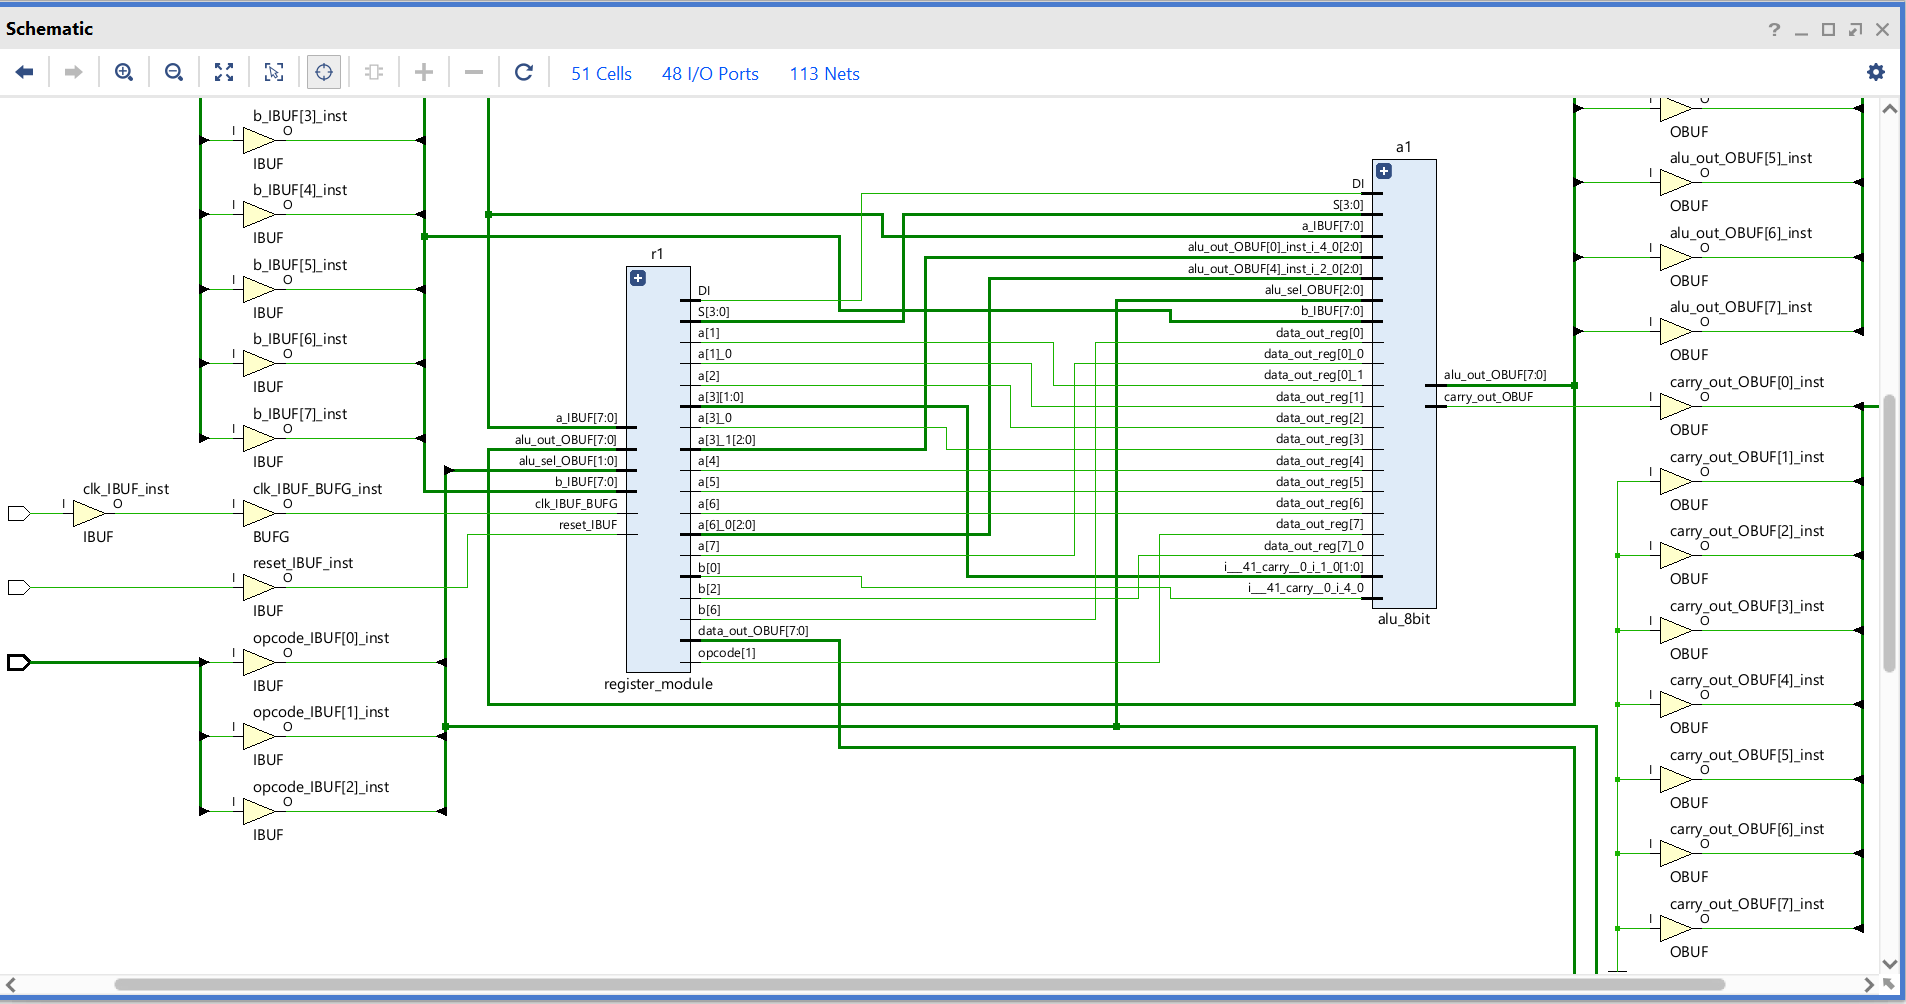 Schematic
?
51 Cells 48 I/O Ports 113 Nets
b_IBUF[3]_inst
I O
IBUF
b_IBUF[4]_inst
I O
IBUF
b_IBUF[5]_inst
I O
IBUF
b_IBUF[6]_inst
I O
IBUF
b_IBUF[7]_inst
I O
IBUF
clk_IBUF_inst
I O
IBUF
clk_IBUF_BUFG_inst
I O
BUFG
reset_IBUF_inst
I O
IBUF
opcode_IBUF[0]_inst
I O
IBUF
opcode_IBUF[1]_inst
I O
IBUF
opcode_IBUF[2]_inst
I O
IBUF
r1
a_IBUF[7:0]
alu_out_OBUF[7:0]
alu_sel_OBUF[1:0]
b_IBUF[7:0]
clk_IBUF_BUFG
reset_IBUF
DI
S[3:0]
a[1]
a[1]_0
a[2]
a[3][1:0]
a[3]_0
a[3]_1[2:0]
a[4]
a[5]
a[6]
a[6]_0[2:0]
a[7]
b[0]
b[2]
b[6]
data_out_OBUF[7:0]
opcode[1]
register_module
a1
DI
S[3:0]
a_IBUF[7:0]
alu_out_OBUF[0]_inst_i_4_0[2:0]
alu_out_OBUF[4]_inst_i_2_0[2:0]
alu_sel_OBUF[2:0]
b_IBUF[7:0]
data_out_reg[0]
data_out_reg[0]_0
data_out_reg[0]_1
data_out_reg[1]
data_out_reg[2]
data_out_reg[3]
data_out_reg[4]
data_out_reg[5]
data_out_reg[6]
data_out_reg[7]
data_out_reg[7]_0
i___41_carry__0_i_1_0[1:0]
i___41_carry__0_i_4_0
alu_out_OBUF[7:0]
carry_out_OBUF
alu_8bit
I O
OBUF
alu_out_OBUF[5]_inst
I O
OBUF
alu_out_OBUF[6]_inst
I O
OBUF
alu_out_OBUF[7]_inst
I O
OBUF
carry_out_OBUF[0]_inst
I O
OBUF
carry_out_OBUF[1]_inst
I O
OBUF
carry_out_OBUF[2]_inst
I O
OBUF
carry_out_OBUF[3]_inst
I O
OBUF
carry_out_OBUF[4]_inst
I O
OBUF
carry_out_OBUF[5]_inst
I O
OBUF
carry_out_OBUF[6]_inst
I O
OBUF
carry_out_OBUF[7]_inst
I O
OBUF